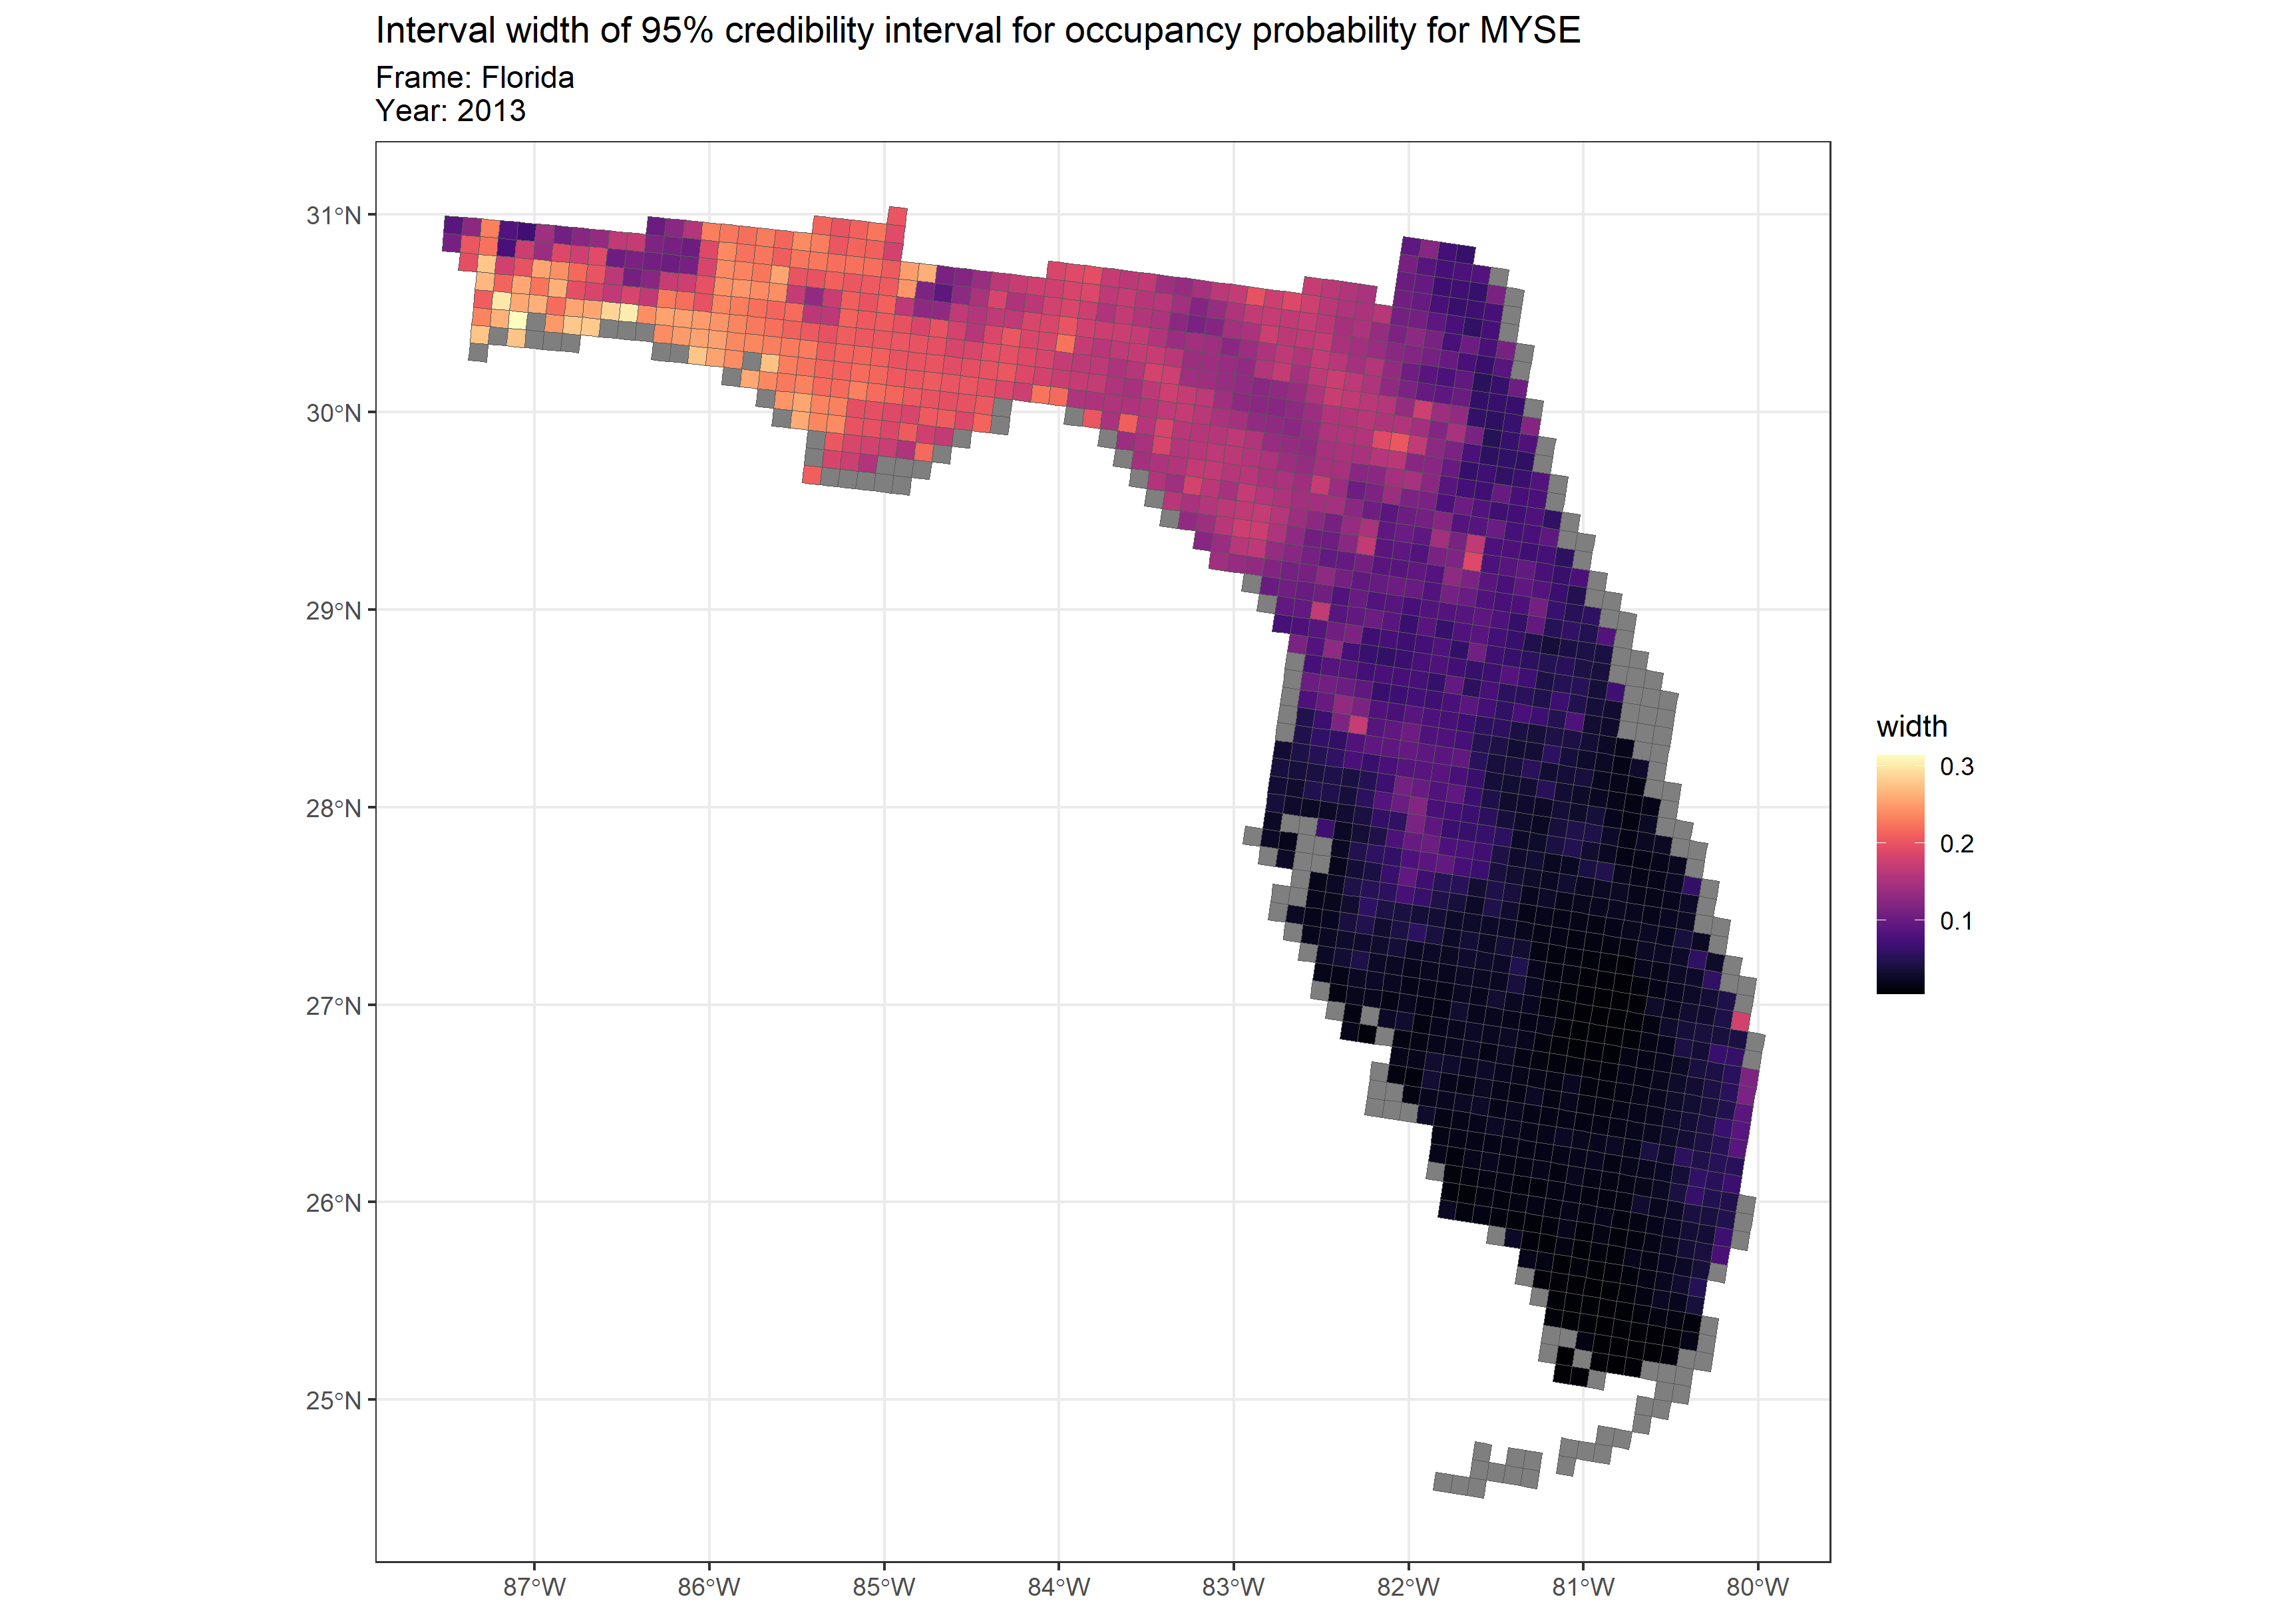 Interval width of 95% credibility interval for occupancy probability for MYSE
Frame: Florida
Year: 2013
31°N
30°N
29°N
28°N
27°N
26°N
25°N
87°W
86°W
85°W
84°W
83°W
82°W
81°W
80°W
width
0.3
0.2
0.1